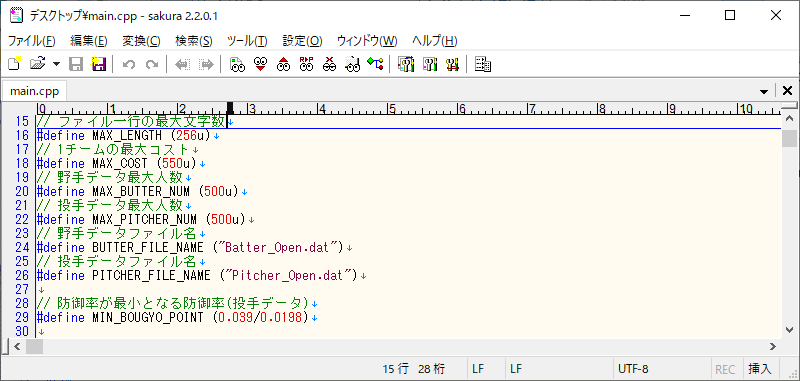 デスクトップ¥main.cpp - sakura 2.2.0.1
ファイル(F) 編集(E) 変換(C) 検索(S) ツール(T) 設定(O) ウィンドウ(W) ヘルプ(H)
main.cpp
0 1 2 3 4 5 6 7 8 9 10
15 // ファイル一行の最大文字数↓
16 #define MAX_LENGTH (256u)↓
17 // 1チームの最大コスト↓
18 #define MAX_COST (550u)↓
19 // 野手データ最大人数↓
20 #define MAX_BUTTER_NUM (500u)↓
21 // 投手データ最大人数↓
22 #define MAX_PITCHER_NUM (500u)↓
23 // 野手データファイル名↓
24 #define BUTTER_FILE_NAME ("Batter_Open.dat")↓
25 // 投手データファイル名↓
26 #define PITCHER_FILE_NAME ("Pitcher_Open.dat")↓
27 ↓
28 // 防御率が最小となる防御率(投手データ)↓
29 #define MIN_BOUGYO_POINT (0.039/0.0198)↓
30 ↓
15 行 28 桁 LF LF UTF-8 REC 挿入